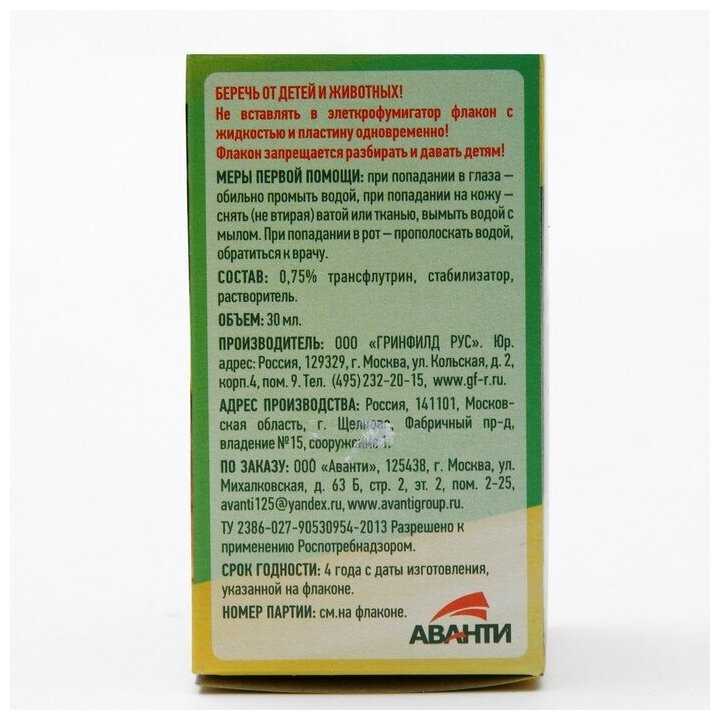 БЕРЕЧЬ ОТ ДЕТЕЙ И ЖИВОТНЫХ!
Не вставлять в элеткрофумигатор флакон с
жидкостью и пластину одновременно!
Флакон запрещается разбирать и давать детям!
МЕРЫ ПЕРВОЙ ПОМОЩИ: при попадании в глаза –
обильно промыть водой, при попадании на кожу –
снять (не втирая) ватой или тканью, вымыть водой с
мылом. При попадании в рот – прополоскать водой,
обратиться к врачу.
СОСТАВ: 0,75% трансфлутрин, стабилизатор,
растворитель.
ОБЪЕМ: 30 мл.
ПРОИЗВОДИТЕЛЬ: ООО «ГРИНФИЛД РУС». Юр.
адрес: Россия, 129329, г. Москва, ул. Кольская, д. 2,
корп.4, пом. 9. Тел. (495) 232-20-15, www.gf-r.ru.
АДРЕС ПРОИЗВОДСТВА: Россия, 141101, Москов-
ская область, г. Щелково, Фабричный пр-д,
владение №15, сооружение 1.
ПО ЗАКАЗУ: ООО «Аванти», 125438, г. Москва, ул.
Михалковская, д. 63 Б, стр. 2, эт. 2, пом. 2-25,
avanti125@yandex.ru, www.avantigroup.ru.
ТУ 2386-027-90530954-2013 Разрешено к
применению Роспотребнадзором.
СРОК ГОДНОСТИ: 4 года с даты изготовления,
указанной на флаконе.
НОМЕР ПАРТИИ: см.на флаконе.
АВАНТИ